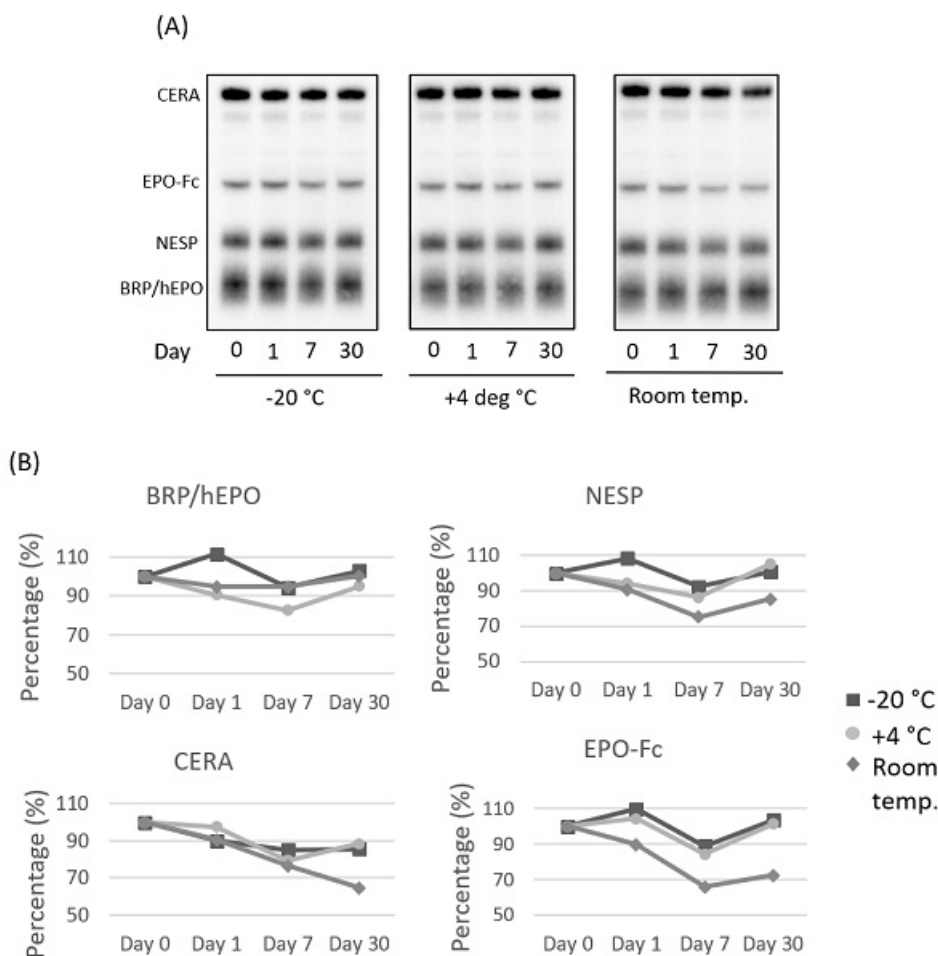 (A)
CERA
EPO-Fc
NESP
BRP/hEPO
Day 0 1 7 30 0 1 7 30 0 1 7 30
-20 °C +4 deg °C Room temp.
(B)
BRP/hEPO
Percentage (%)
110
90
70
50
Day 0 Day 1 Day 7 Day 30
NESP
Percentage (%)
110
90
70
50
Day 0 Day 1 Day 7 Day 30
CERA
Percentage (%)
110
90
70
50
Day 0 Day 1 Day 7 Day 30
EPO-Fc
Percentage (%)
110
90
70
50
Day 0 Day 1 Day 7 Day 30
-20 °C
+4 °C
Room
temp.